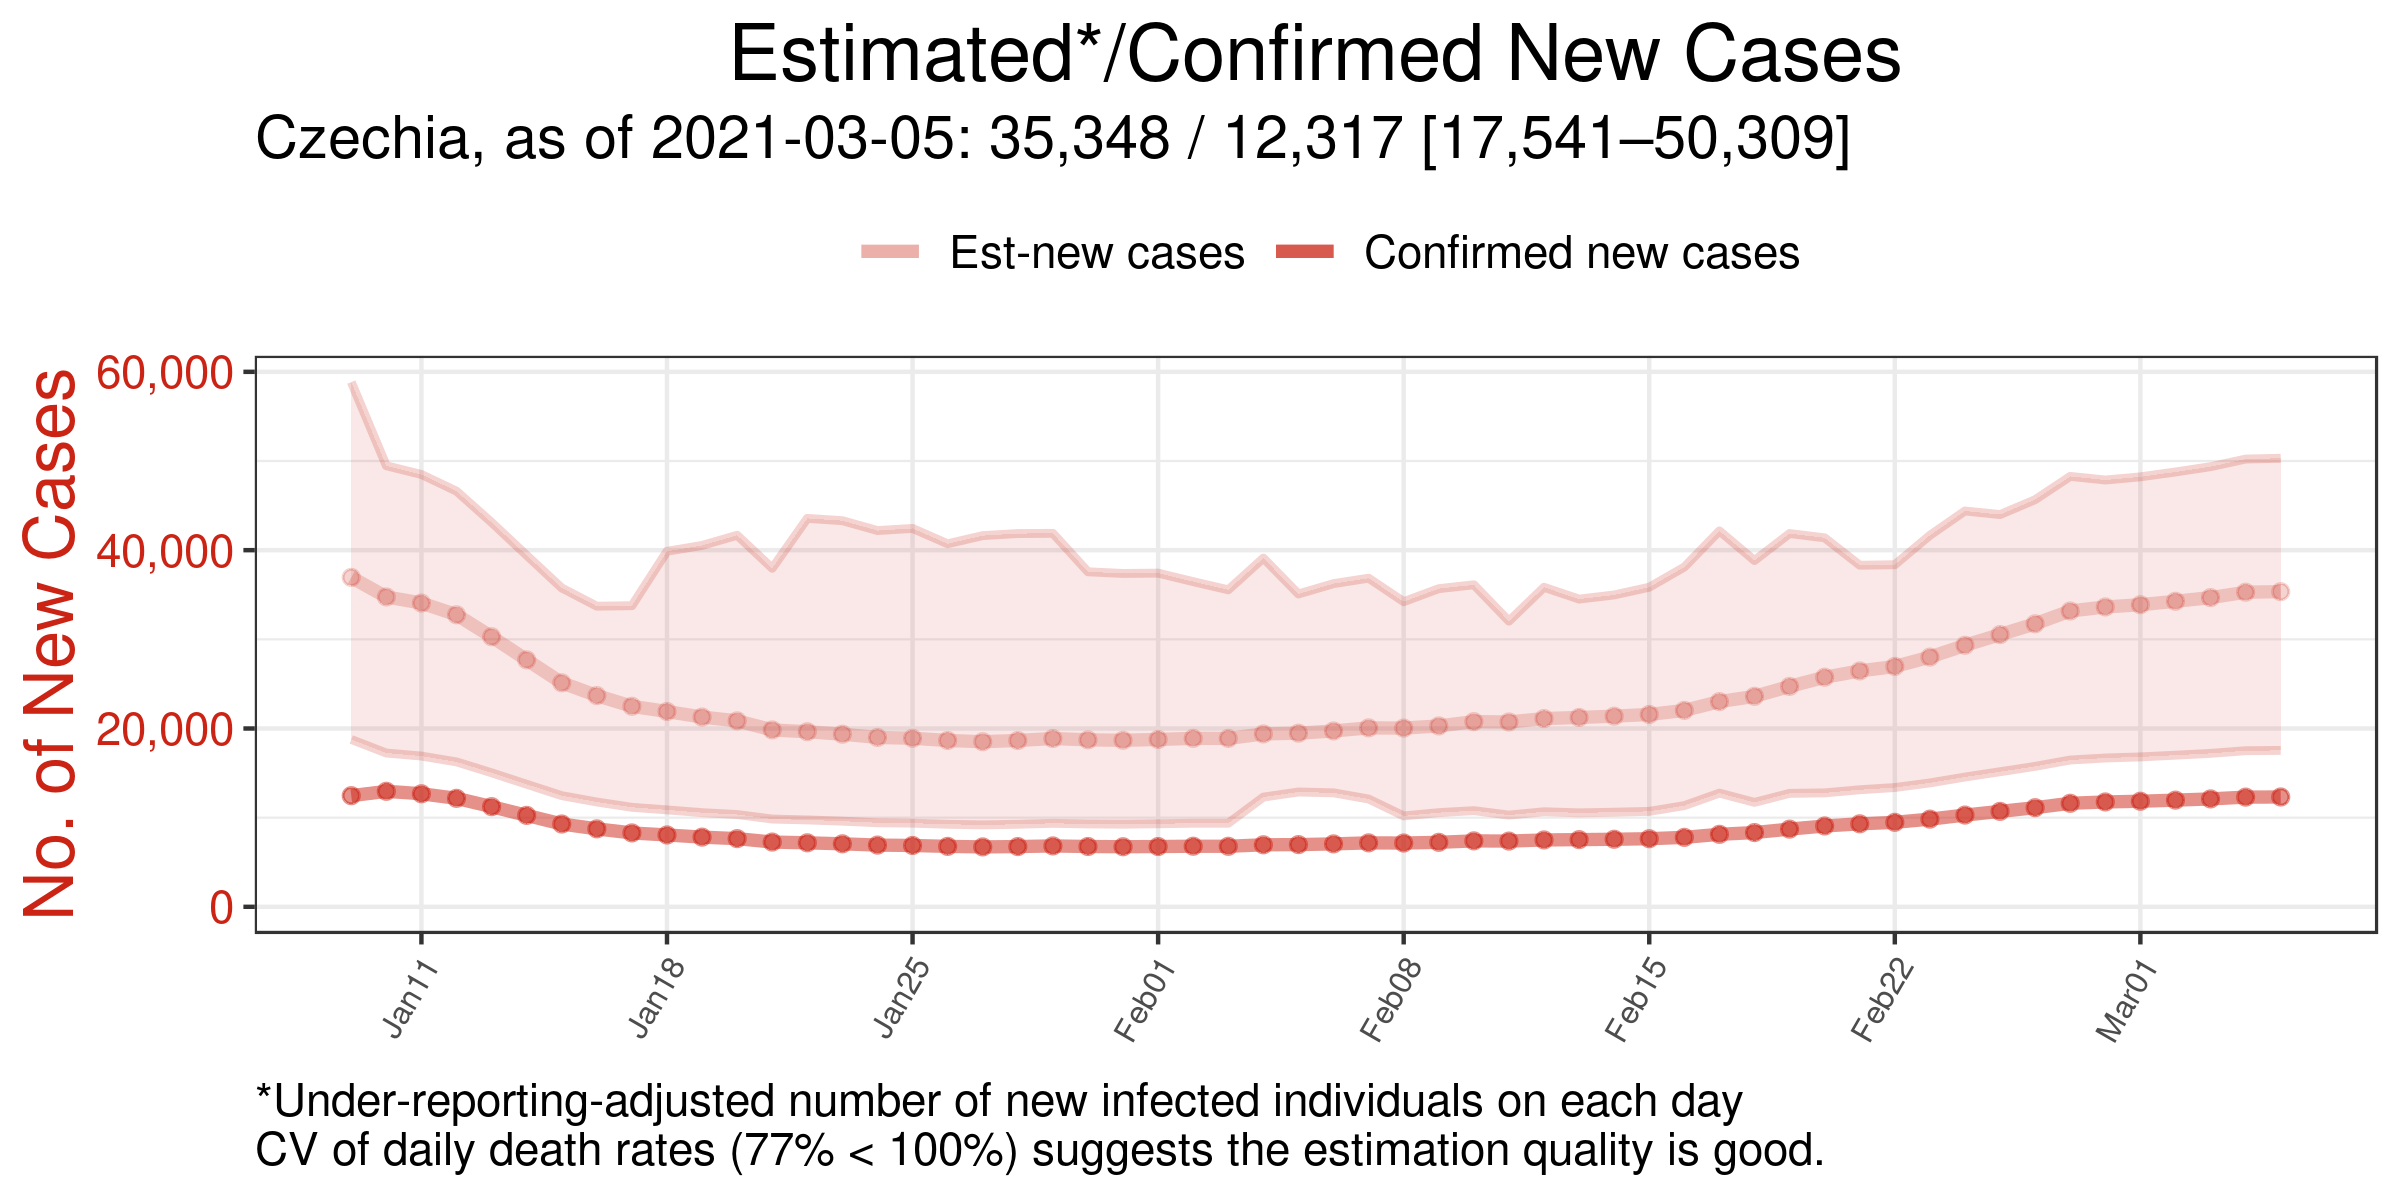 Estimated*/Confirmed New Cases
Czechia, as of 2021-03-05: 35,348 / 12,317 [17,541–50,309]
Est-new cases
Confirmed new cases
No. of New Cases
60,000
40,000
20,000
0
Jan11
Jan18
Jan25
Feb01
Feb08
Feb15
Feb22
Mar01
*Under-reporting-adjusted number of new infected individuals on each day
CV of daily death rates (77% < 100%) suggests the estimation quality is good.